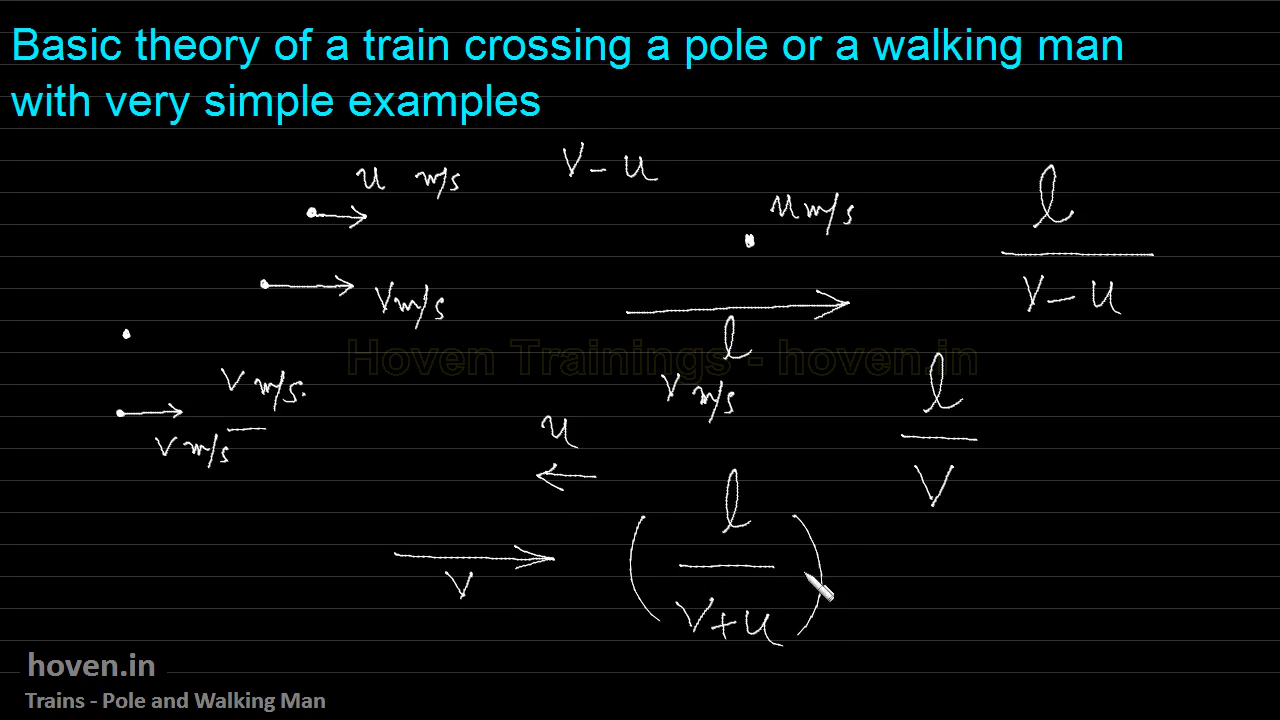 Basic theory of a train crossing a pole or a walking man
with very simple examples
u m/s
V - u
u m/s
l
V - u
V m/s
l
Hoven Trainings - hoven.in
V m/s.
V m/s
l
V
V m/s
u
l
V + u
V
hoven.in
Trains - Pole and Walking Man